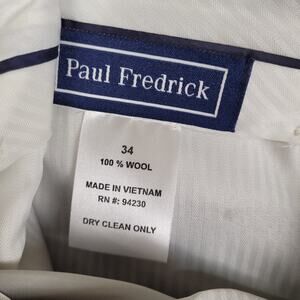 Paul Fredrick
34
100 % WOOL
MADE IN VIETNAM
RN #: 94230
DRY CLEAN ONLY